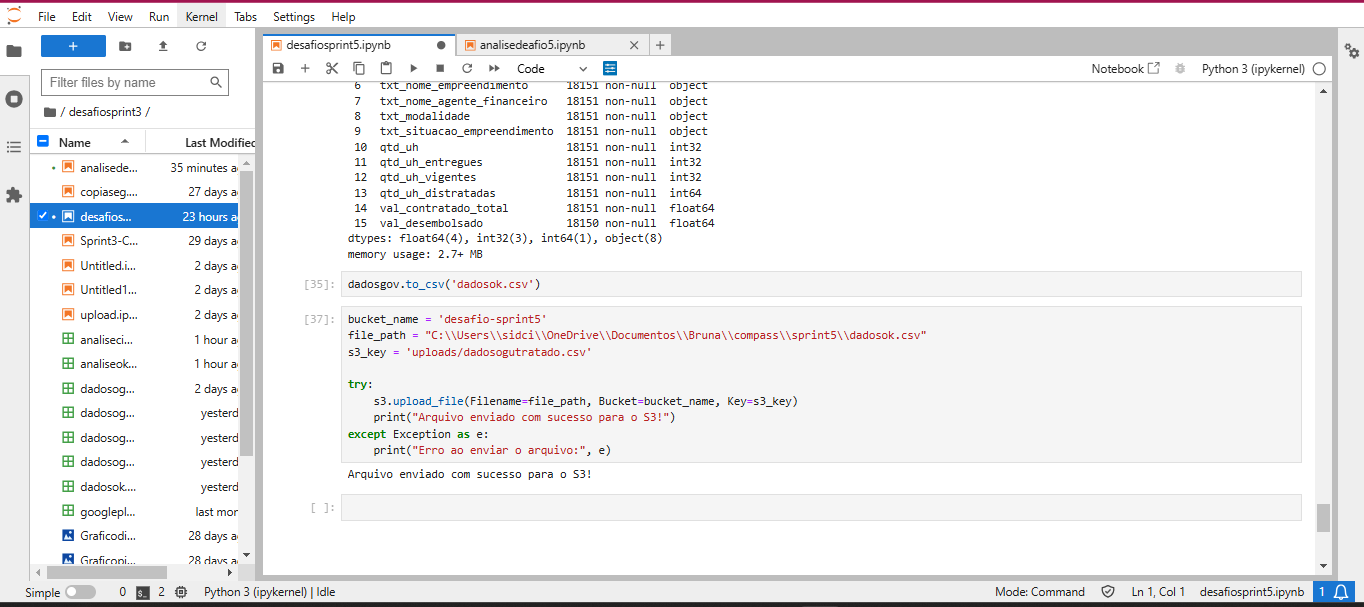 File Edit View Run Kernel Tabs Settings Help
+
Filter files by name
/ desafiosprint3 /
Name Last Modified
analisede... 35 minutes a
copiaseg.... 27 days a
desafios... 23 hours a
Sprint3-C... 29 days a
Untitled.i... 2 days a
Untitled1... 2 days a
upload.ip... 2 days a
analiseci... 1 hour a
analiseok... 1 hour a
dadosog... 2 days a
dadosog... yesterd
dadosog... yesterd
dadosog... yesterd
dadosok.... yesterd
googlepl... last mor
Graficodi... 28 days a
Graficopi... 28 days a
desafiosprint5.ipynb
analisedeafio5.ipynb
Code
Notebook
Python 3 (ipykernel)
6 txt_nome_empreendimento 18151 non-null object
7 txt_nome_agente_financeiro 18151 non-null object
8 txt_modalidade 18151 non-null object
9 txt_situacao_empreendimento 18151 non-null object
10 qtd_uh 18151 non-null int32
11 qtd_uh_entregues 18151 non-null int32
12 qtd_uh_vigentes 18151 non-null int32
13 qtd_uh_distratadas 18151 non-null int64
14 val_contratado_total 18151 non-null float64
15 val_desembolsado 18150 non-null float64
dtypes: float64(4), int32(3), int64(1), object(8)
memory usage: 2.7+ MB
[35]: dadosgov.to_csv('dadosok.csv')
[37]: bucket_name = 'desafio-sprint5'
file_path = "C:\\Users\\sidci\\OneDrive\\Documentos\\Bruna\\compass\\sprint5\\dadosok.csv"
s3_key = 'uploads/dadosogutratado.csv'
try:
s3.upload_file(Filename=file_path, Bucket=bucket_name, Key=s3_key)
print("Arquivo enviado com sucesso para o S3!")
except Exception as e:
print("Erro ao enviar o arquivo:", e)
Arquivo enviado com sucesso para o S3!
[ ]:
Simple 0 $_ 2 Python 3 (ipykernel) | Idle Mode: Command Ln 1, Col 1 desafiosprint5.ipynb 1